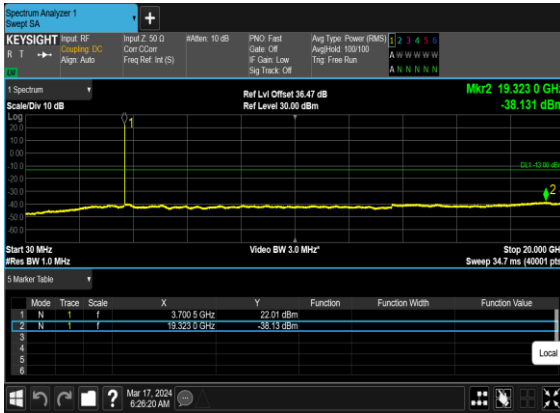 Spectrum Analyzer 1
Swept SA
+
KEYSIGHT Input: RF Input Z: 50 Ω #Atten: 10 dB PNO: Fast Avg Type: Power (RMS) 1 2 3 4 5 6
R T Coupling: DC Corr CCorr Gate: Off Avg|Hold: 100/100 A W W W W W
Align: Auto Freq Ref: Int (S) IF Gain: Low Trig: Free Run
Sig Track: Off A N N N N N
1 Spectrum Ref Lvl Offset 36.47 dB Mkr2 19.323 0 GHz
Scale/Div 10 dB Ref Level 30.00 dBm -38.131 dBm
Log
20.0
10.0
0.00
-10.0
-20.0
-30.0
-40.0
-50.0
-60.0
1
DL1 -13.00 dBm
2
Start 30 MHz Video BW 3.0 MHz* Stop 20.000 GHz
#Res BW 1.0 MHz Sweep 34.7 ms (40001 pts)
5 Marker Table
Mode Trace Scale X Y Function Function Width Function Value
1 N 1 f 3.700 5 GHz 22.01 dBm
2 N 1 f 19.323 0 GHz -38.13 dBm
3
4
5
6
Local
? Mar 17, 2024
6:26:20 AM